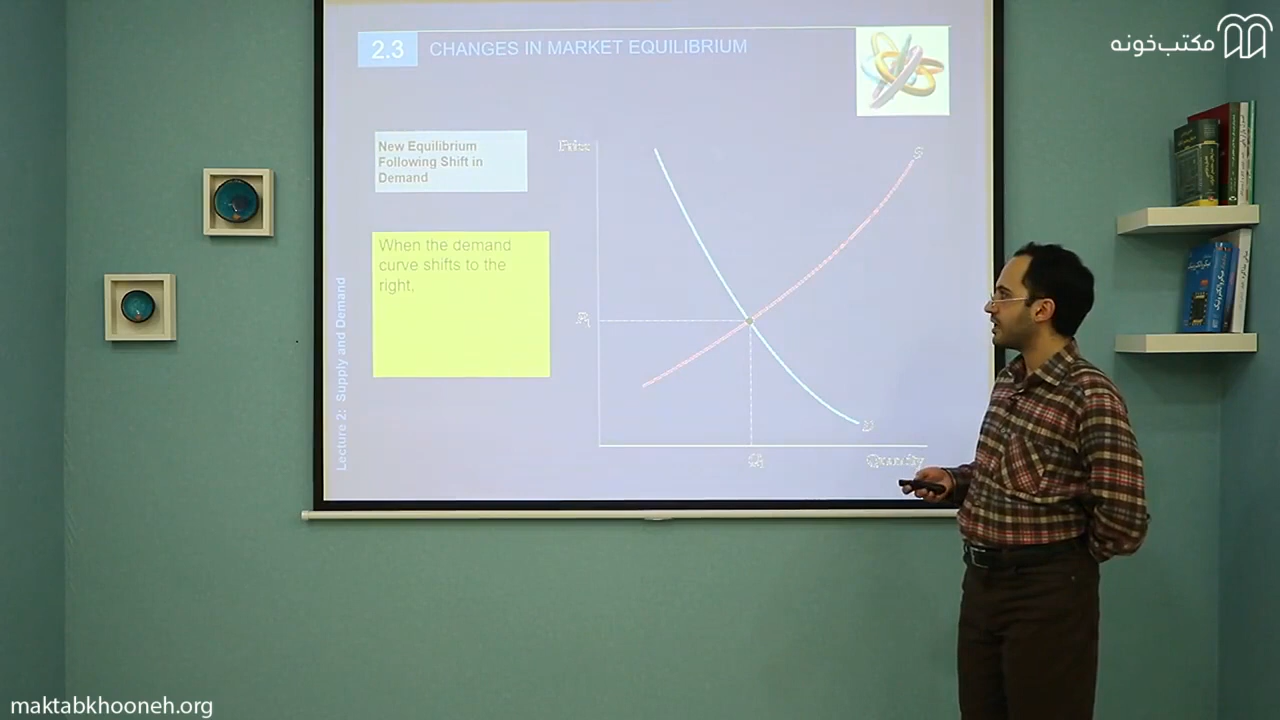 مکتب‌خونه
2.3 CHANGES IN MARKET EQUILIBRIUM
New Equilibrium
Following Shift in
Demand
When the demand
curve shifts to the
right,
Lecture 2: Supply and Demand
Price
S
P₁
D
Q₁
Quantity
maktabkhooneh.org